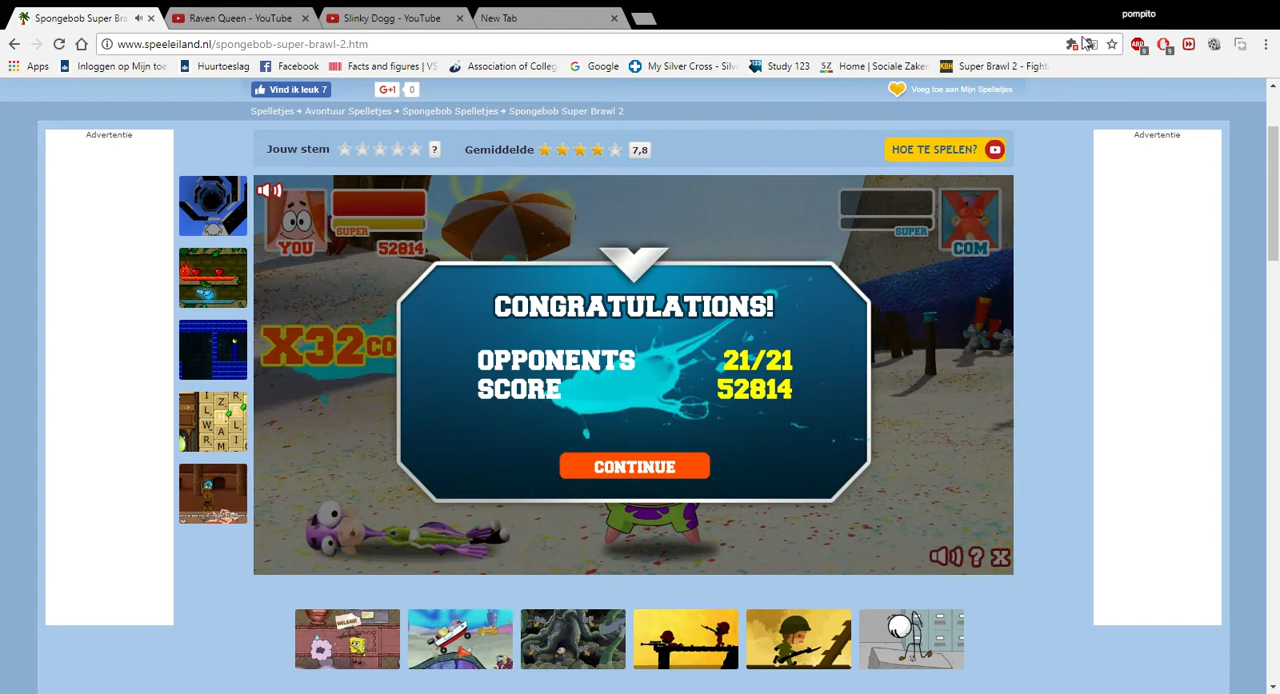 Spongebob Super Bra
Raven Queen - YouTube
Slinky Dogg - YouTube
New Tab
pompito
www.speeleiland.nl/spongebob-super-brawl-2.htm
Apps
Inloggen op Mijn toe
Huurtoeslag
Facebook
Facts and figures | VS
Association of Colleg
Google
My Silver Cross - Silv
Study 123
Home | Sociale Zaken
Super Brawl 2 - Fight
Vind ik leuk 7
G+1
0
Voeg toe aan Mijn Spelletjes
Spelletjes → Avontuur Spelletjes → Spongebob Spelletjes → Spongebob Super Brawl 2
Advertentie
Jouw stem
?
Gemiddelde
7,8
HOE TE SPELEN?
Advertentie
YOU
SUPER
52814
SUPER
COM
X32CO
CONGRATULATIONS!
OPPONENTS 21/21
SCORE 52814
CONTINUE
? X